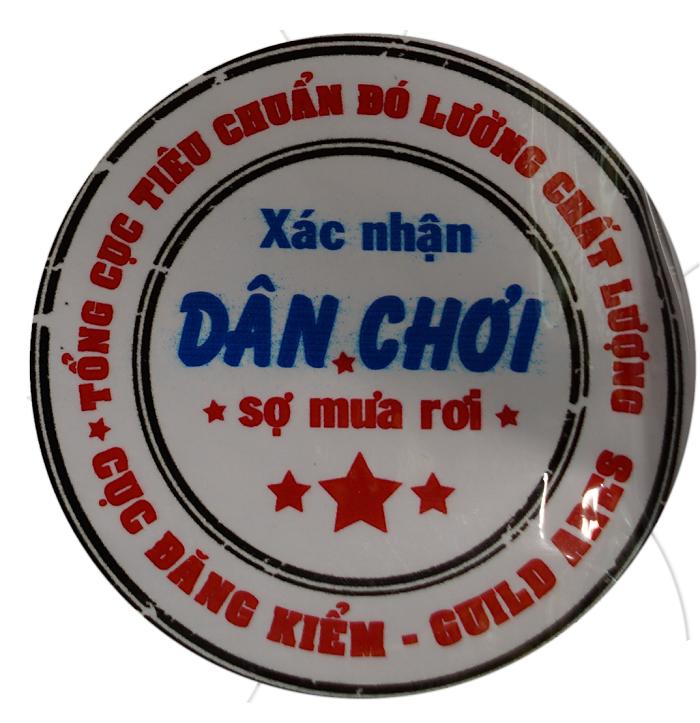 TỔNG CỤC TIÊU CHUẨN ĐÓ LƯỜNG CHẤT LƯỢNG
Xác nhận
DÂN CHƠI
sợ mưa rơi
CỤC ĐĂNG KIỂM - GUILD ATES